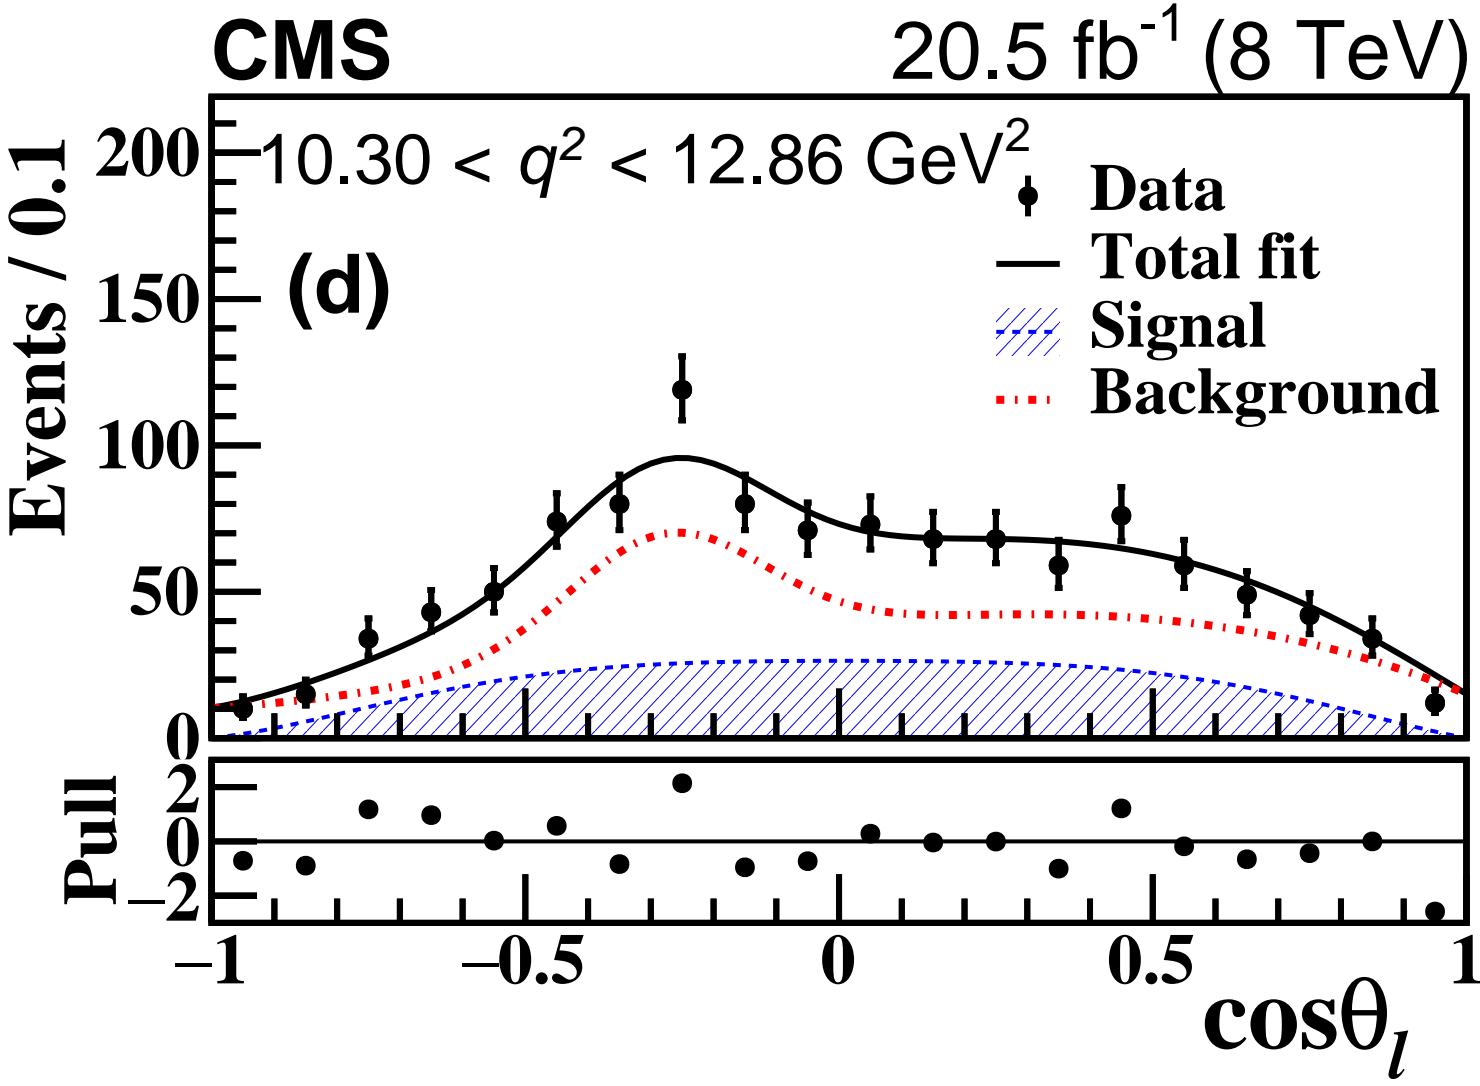 CMS 20.5 fb⁻¹ (8 TeV)
10.30 < q² < 12.86 GeV²
(d)
Data
Total fit
Signal
Background
Events / 0.1
200
150
100
50
0
Pull
2
0
−2
−1 −0.5 0 0.5 1
cosθₗ